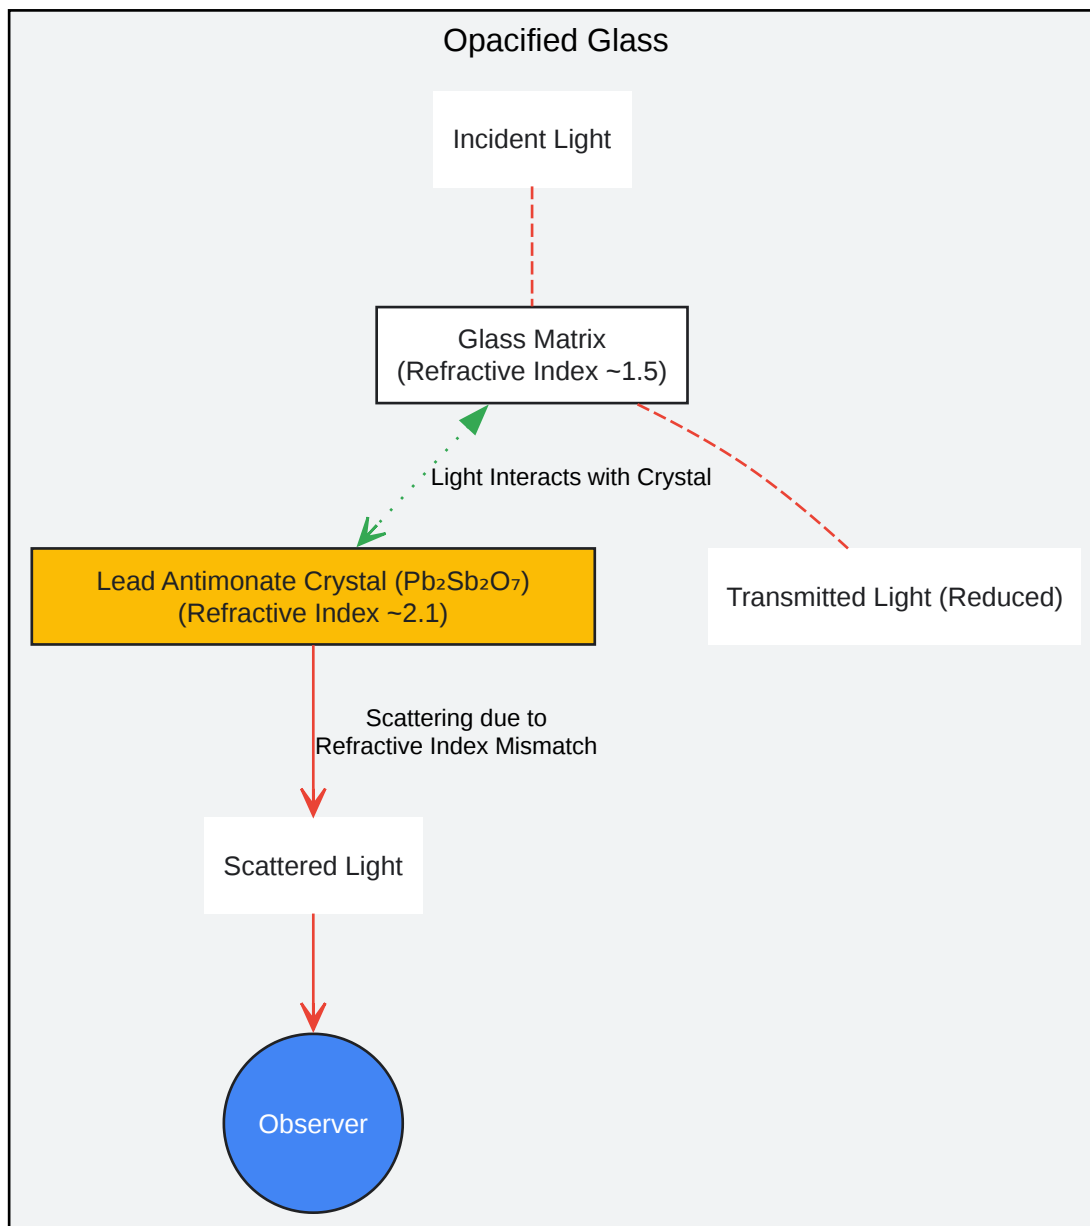 Opacified Glass
Incident Light
Glass Matrix
(Refractive Index ~1.5)
Light Interacts with Crystal
Lead Antimonate Crystal (Pb₂Sb₂O₇)
(Refractive Index ~2.1)
Transmitted Light (Reduced)
Scattering due to
Refractive Index Mismatch
Scattered Light
Observer